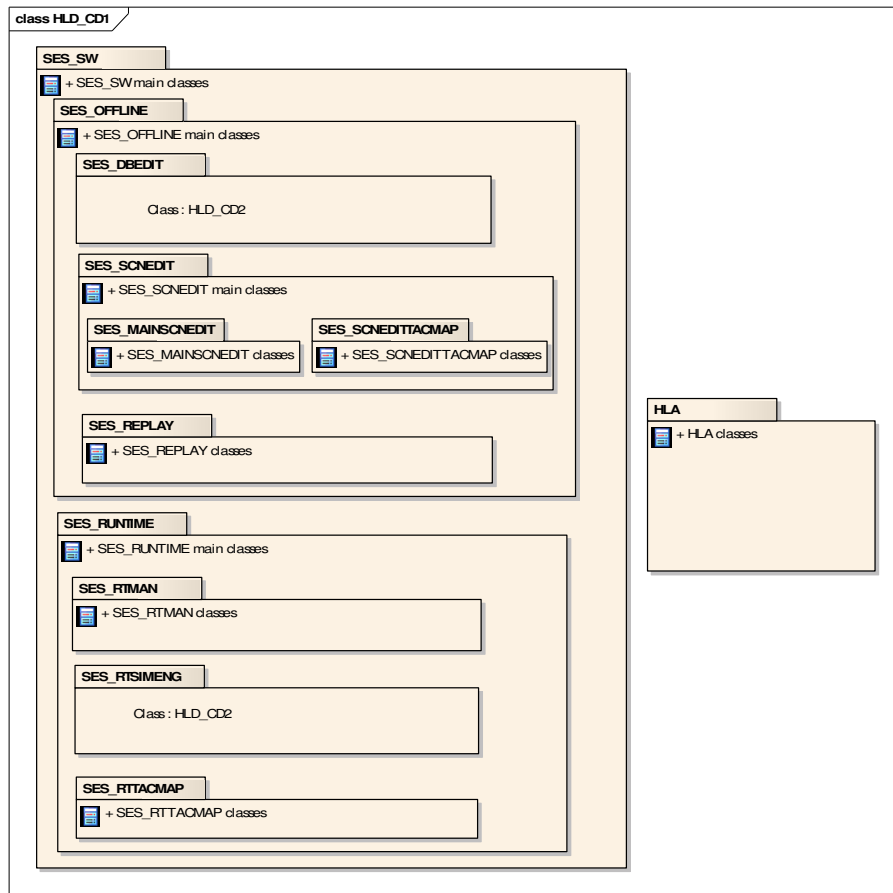 class HLD_CD1
SES_SW
+ SES_SW main classes
SES_OFFLINE
+ SES_OFFLINE main classes
SES_DBEDIT
Class : HLD_CD2
SES_SCNEDIT
+ SES_SCNEDIT main classes
SES_MAINSCNEDIT
+ SES_MAINSCNEDIT classes
SES_SCNEDITTACMAP
+ SES_SCNEDITTACMAP classes
SES_REPLAY
+ SES_REPLAY classes
SES_RUNTIME
+ SES_RUNTIME main classes
SES_RTMAN
+ SES_RTMAN classes
SES_RTSIMENG
Class : HLD_CD2
SES_RTTACMAP
+ SES_RTTACMAP classes
HLA
+ HLA classes